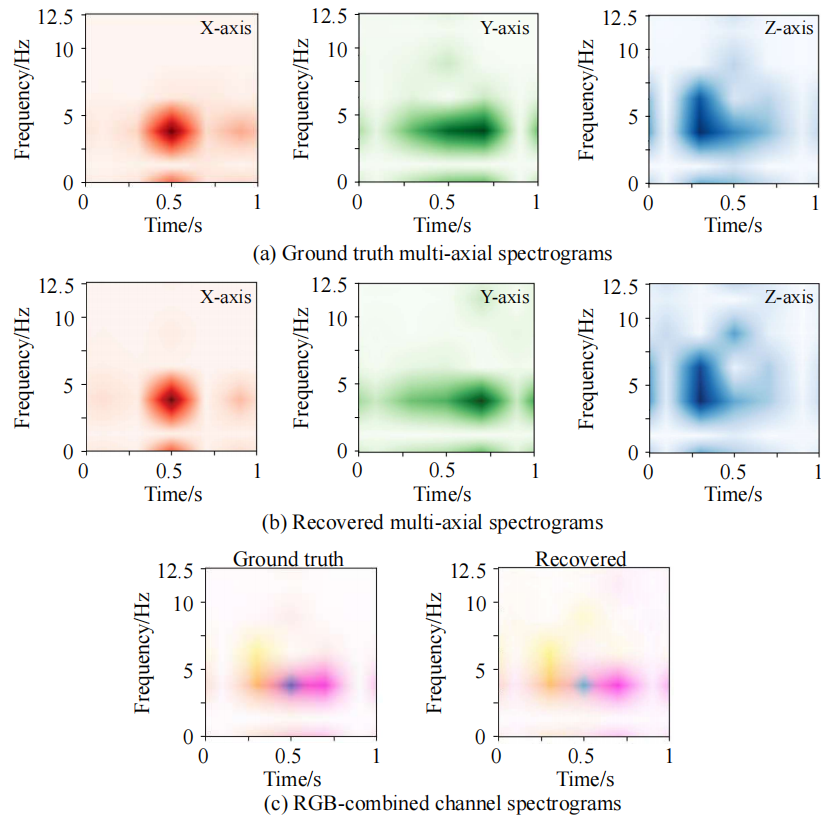 12.5 X-axis 12.5 Y-axis 12.5 Z-axis
10 10 10
Frequency/Hz Frequency/Hz Frequency/Hz
5 5 5
0 0 0
0 0.5 1 0 0.5 1 0 0.5 1
Time/s Time/s Time/s
(a) Ground truth multi-axial spectrograms
12.5 X-axis 12.5 Y-axis 12.5 Z-axis
10 10 10
Frequency/Hz Frequency/Hz Frequency/Hz
5 5 5
0 0 0
0 0.5 1 0 0.5 1 0 0.5 1
Time/s Time/s Time/s
(b) Recovered multi-axial spectrograms
Ground truth Recovered
12.5 12.5
10 10
Frequency/Hz Frequency/Hz
5 5
0 0
0 0.5 1 0 0.5 1
Time/s Time/s
(c) RGB-combined channel spectrograms